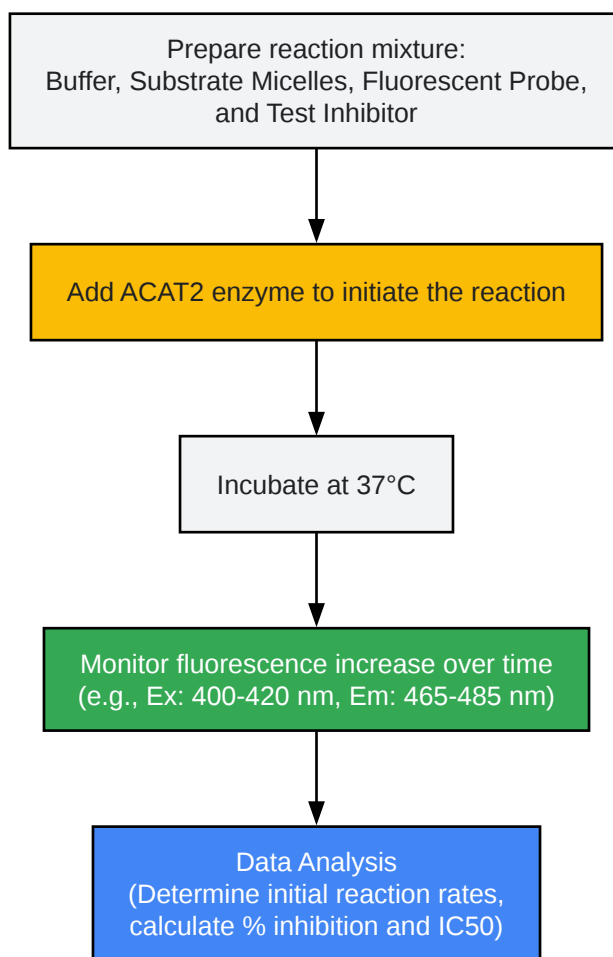 Prepare reaction mixture:
Buffer, Substrate Micelles, Fluorescent Probe,
and Test Inhibitor
Add ACAT2 enzyme to initiate the reaction
Incubate at 37°C
Monitor fluorescence increase over time
(e.g., Ex: 400-420 nm, Em: 465-485 nm)
Data Analysis
(Determine initial reaction rates,
calculate % inhibition and IC50)